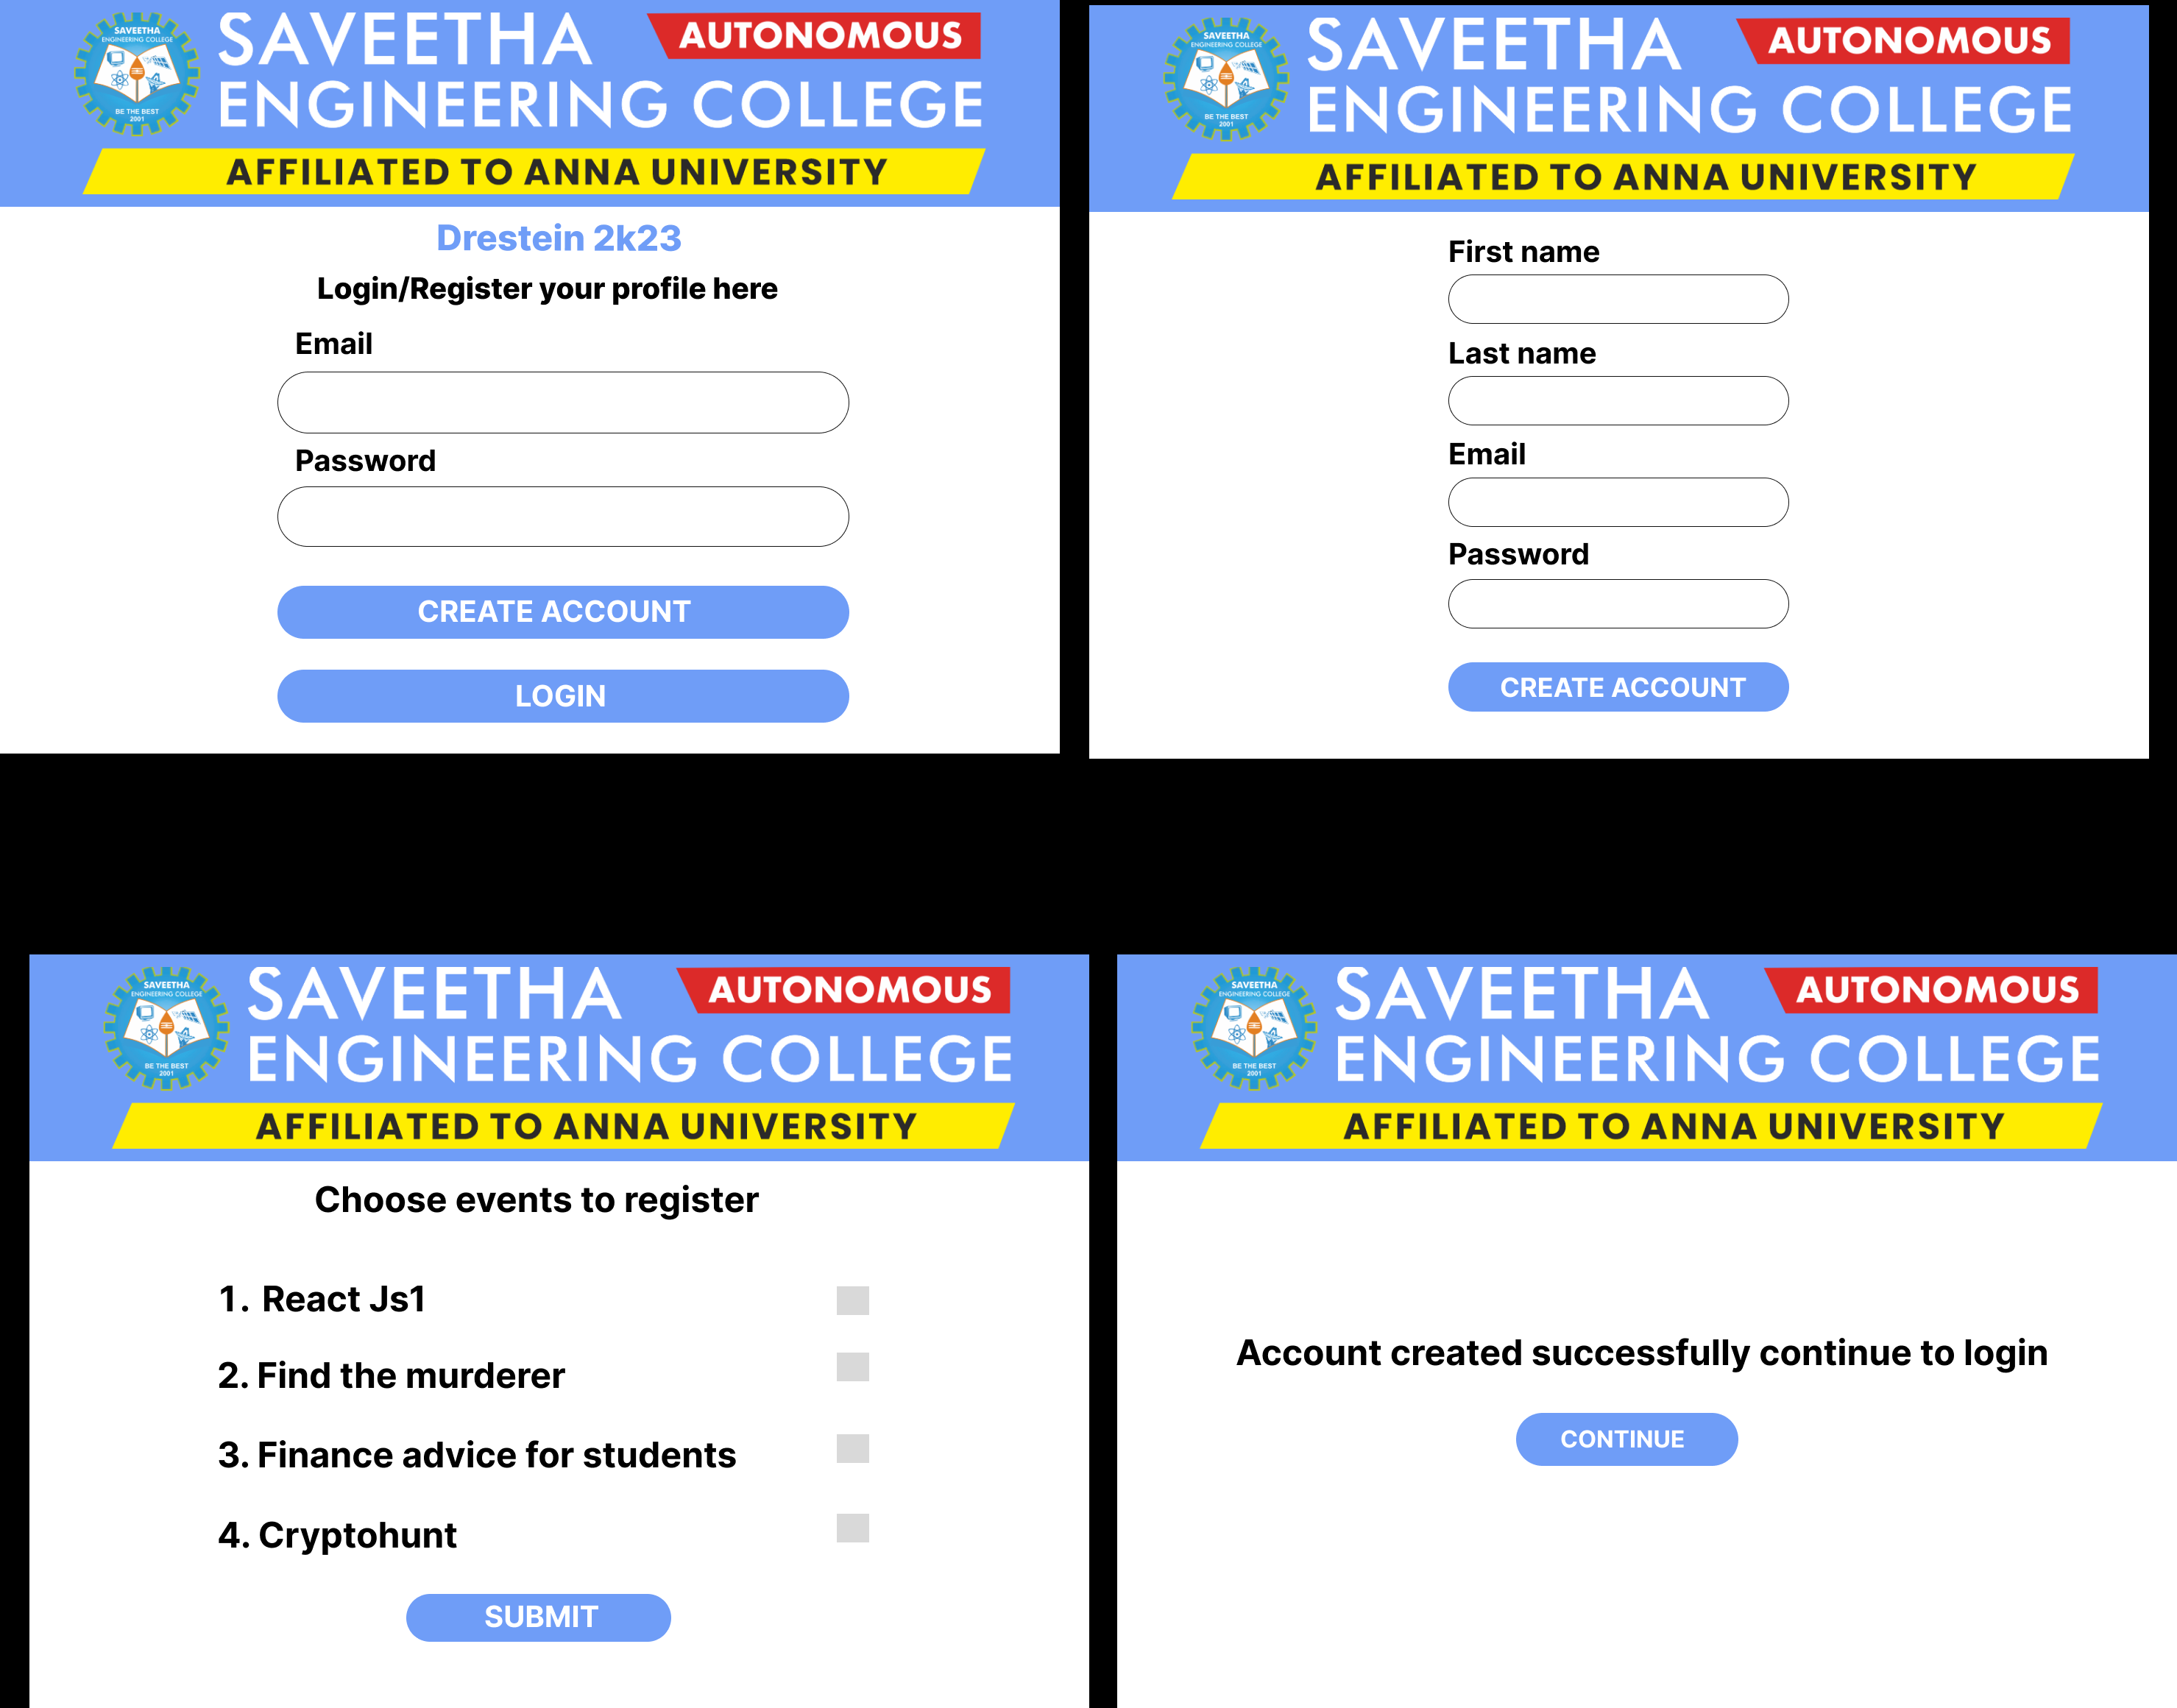 SAVEETHA
ENGINEERING COLLEGE
BE THE BEST
2001
SAVEETHA
AUTONOMOUS
ENGINEERING COLLEGE
AFFILIATED TO ANNA UNIVERSITY
Drestein 2k23
Login/Register your profile here
Email
Password
CREATE ACCOUNT
LOGIN
SAVEETHA
ENGINEERING COLLEGE
BE THE BEST
2001
SAVEETHA
AUTONOMOUS
ENGINEERING COLLEGE
AFFILIATED TO ANNA UNIVERSITY
First name
Last name
Email
Password
CREATE ACCOUNT
SAVEETHA
ENGINEERING COLLEGE
BE THE BEST
2001
SAVEETHA
AUTONOMOUS
ENGINEERING COLLEGE
AFFILIATED TO ANNA UNIVERSITY
Choose events to register
1. React Js1
2. Find the murderer
3. Finance advice for students
4. Cryptohunt
SUBMIT
SAVEETHA
ENGINEERING COLLEGE
BE THE BEST
2001
SAVEETHA
AUTONOMOUS
ENGINEERING COLLEGE
AFFILIATED TO ANNA UNIVERSITY
Account created successfully continue to login
CONTINUE